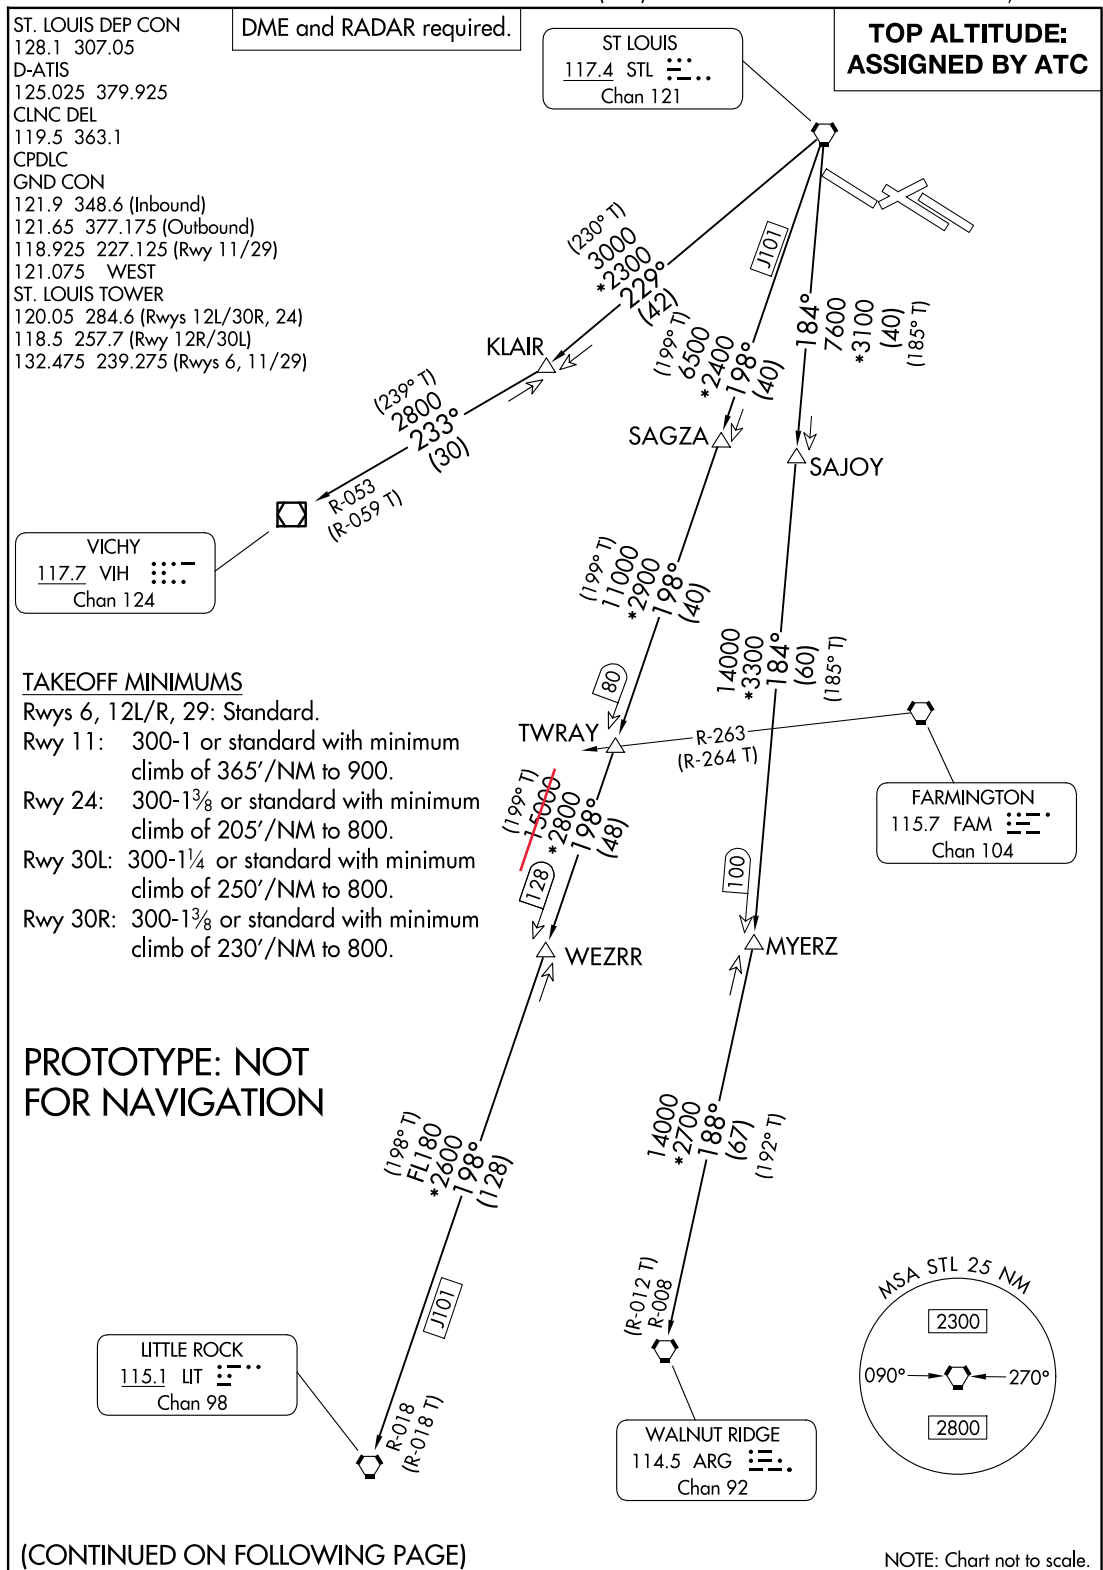 ST. LOUIS DEP CON
128.1 307.05
D-ATIS
125.025 379.925
CLNC DEL
119.5 363.1
CPDLC
GND CON
121.9 348.6 (Inbound)
121.65 377.175 (Outbound)
118.925 227.125 (Rwy 11/29)
121.075 WEST
ST. LOUIS TOWER
120.05 284.6 (Rwys 12L/30R, 24)
118.5 257.7 (Rwy 12R/30L)
132.475 239.275 (Rwys 6, 11/29)
DME and RADAR required.
ST LOUIS
117.4 STL
Chan 121
TOP ALTITUDE:
ASSIGNED BY ATC
(230° T)
3000
*2300
229°
(42)
J101
(199° T)
6500
*2400
198°
(40)
184°
7600
*3100
(40)
(185° T)
KLAIR
(239° T)
2800
233°
(30)
R-053
(R-059 T)
SAGZA
SAJOY
VICHY
117.7 VIH
Chan 124
(199° T)
11000
*2900
198°
(40)
14000
*3300
184°
(60)
(185° T)
80
TWRAY
R-263
(R-264 T)
FARMINGTON
115.7 FAM
Chan 104
TAKEOFF MINIMUMS
Rwys 6, 12L/R, 29: Standard.
Rwy 11: 300-1 or standard with minimum
climb of 365'/NM to 900.
Rwy 24: 300-1⅜ or standard with minimum
climb of 205'/NM to 800.
Rwy 30L: 300-1¼ or standard with minimum
climb of 250'/NM to 800.
Rwy 30R: 300-1⅜ or standard with minimum
climb of 230'/NM to 800.
(199° T)
15000
*2800
198°
(48)
128
100
WEZRR
MYERZ
PROTOTYPE: NOT
FOR NAVIGATION
(198° T)
FL180
*2600
198°
(128)
14000
*2700
188°
(67)
(192° T)
J101
(R-012 T)
R-008
MSA STL 25 NM
2300
090°
270°
2800
LITTLE ROCK
115.1 LIT
Chan 98
R-018
(R-018 T)
WALNUT RIDGE
114.5 ARG
Chan 92
(CONTINUED ON FOLLOWING PAGE)
NOTE: Chart not to scale.